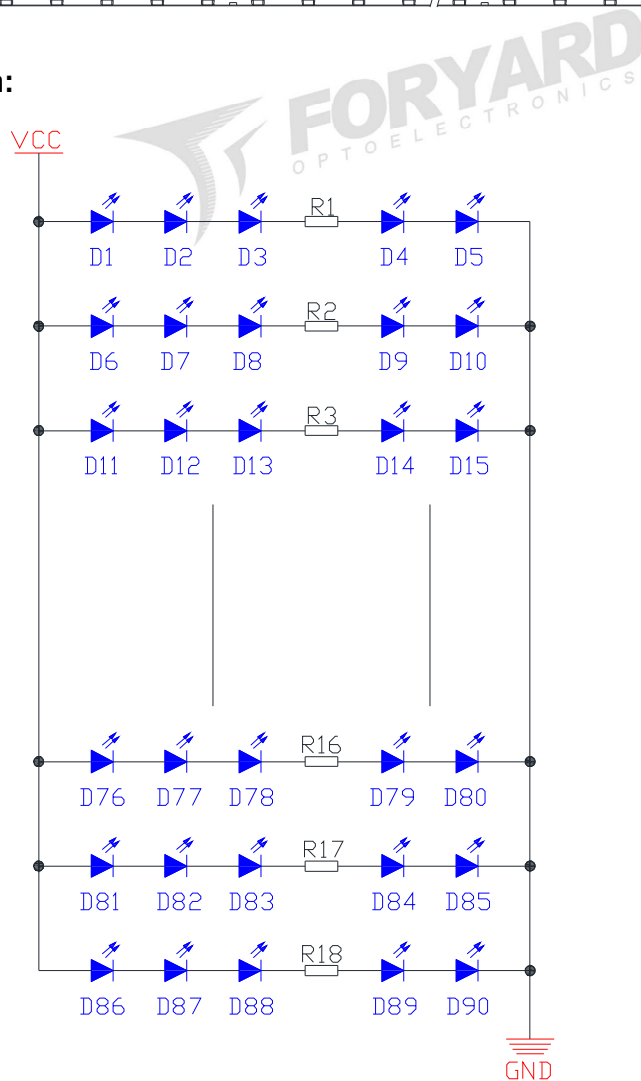 n:
FORYARD
OPTOELECTRONICS
VCC
R1
D1 D2 D3 D4 D5
R2
D6 D7 D8 D9 D10
R3
D11 D12 D13 D14 D15
R16
D76 D77 D78 D79 D80
R17
D81 D82 D83 D84 D85
R18
D86 D87 D88 D89 D90
GND